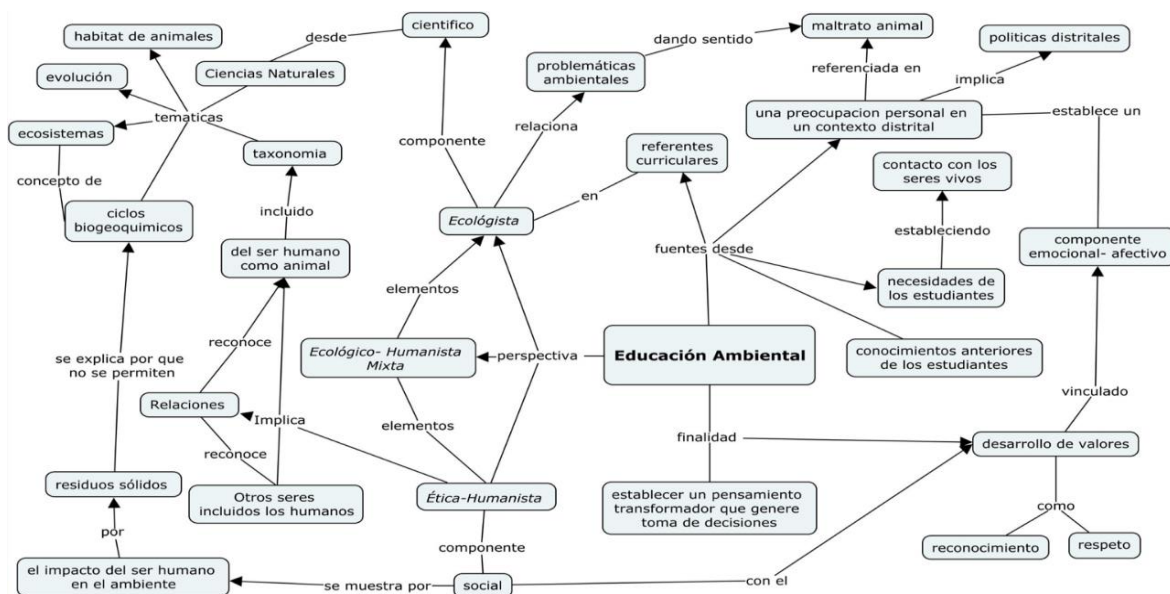 cientifico
maltrato animal
habitat de animales
desde
politicas distritales
dando sentido
problemáticas
ambientales
evolución
Ciencias Naturales
referenciada en
implica
tematicas
una preocupacion personal en
un contexto distrital
establece un
ecosistemas
relaciona
componente
taxonomia
referentes
curriculares
contacto con los
seres vivos
concepto de
en
incluido
ciclos
biogeoquimicos
Ecológista
estableciendo
del ser humano
como animal
fuentes desde
componente
emocional- afectivo
elementos
necesidades de
los estudiantes
se explica por que
no se permiten
reconoce
Ecológico- Humanista
Mixta
perspectiva
Educación Ambiental
conocimientos anteriores
de los estudiantes
vinculado
Relaciones
Implica
elementos
finalidad
desarrollo de valores
reconoce
residuos sólidos
Otros seres
incluidos los humanos
Ética-Humanista
establecer un pensamiento
transformador que genere
toma de decisiones
como
por
componente
reconocimiento
respeto
el impacto del ser humano
en el ambiente
se muestra por
social
con el